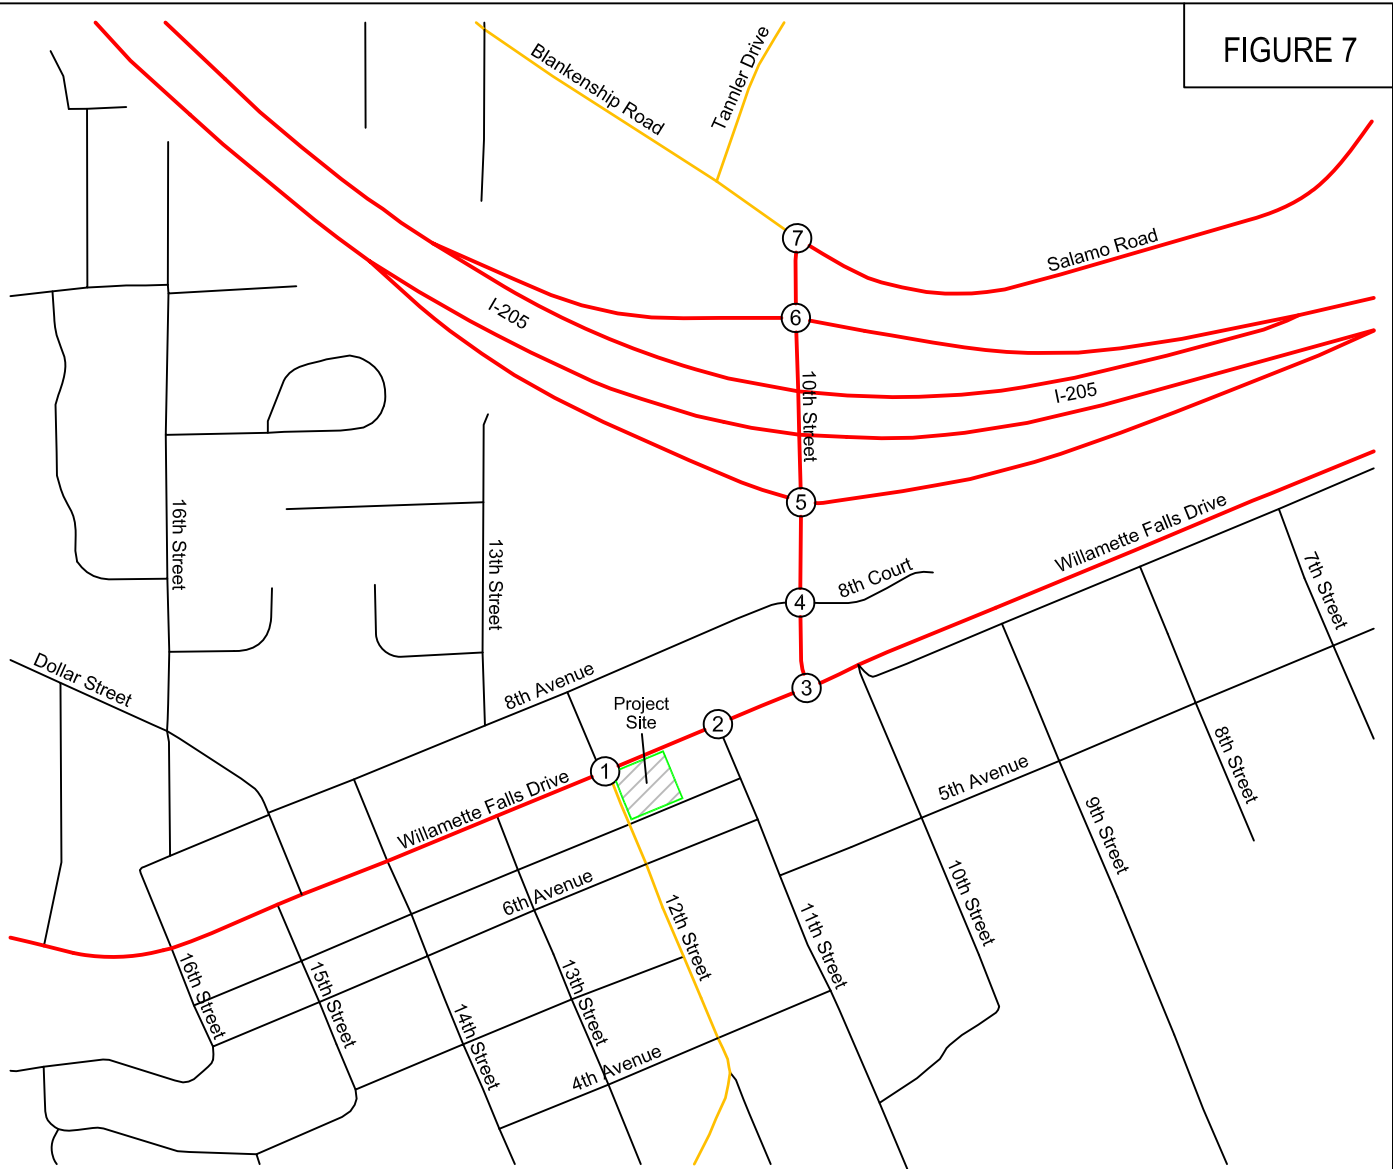 FIGURE 7
Blankenship Road
Tannler Drive
7
Salamo Road
6
I-205
10th Street
I-205
5
16th Street
13th Street
Willamette Falls Drive
7th Street
4
8th Court
Dollar Street
8th Avenue
3
Project
Site
2
1
Willamette Falls Drive
5th Avenue
8th Street
9th Street
6th Avenue
10th Street
12th Street
11th Street
16th Street
15th Street
13th Street
14th Street
4th Avenue